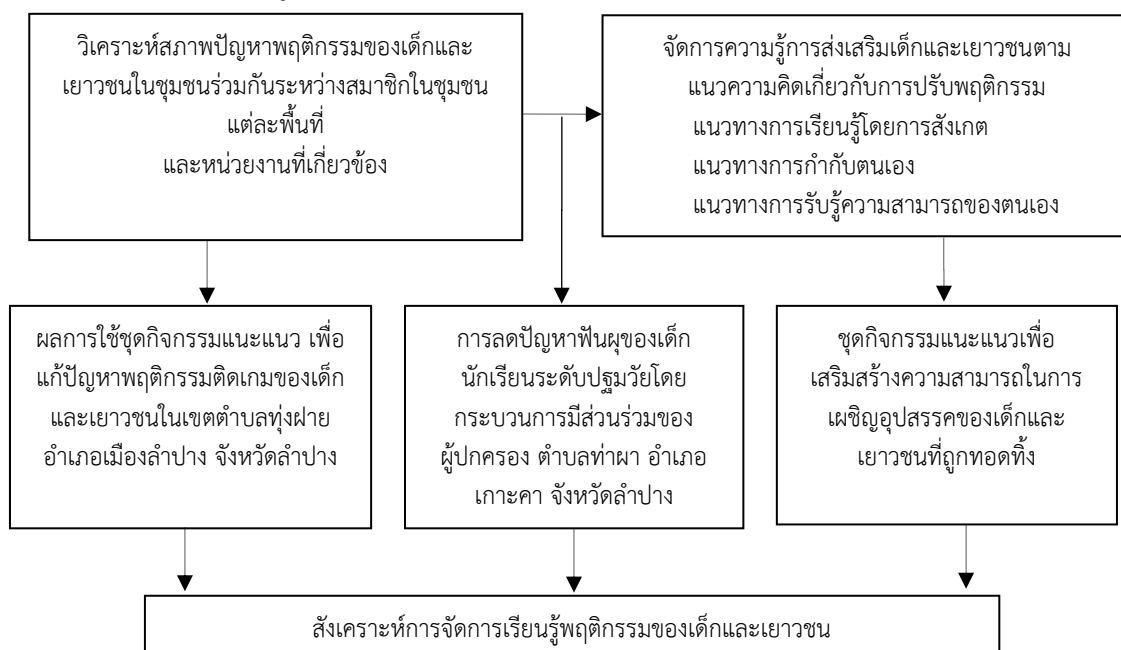 วิเคราะห์สภาพปัญหาพฤติกรรมของเด็กและ
เยาวชนในชุมชนร่วมกันระหว่างสมาชิกในชุมชน
แต่ละพื้นที่
และหน่วยงานที่เกี่ยวข้อง
จัดการความรู้การส่งเสริมเด็กและเยาวชนตาม
แนวความคิดเกี่ยวกับการปรับพฤติกรรม
แนวทางการเรียนรู้โดยการสังเกต
แนวทางการกำกับตนเอง
แนวทางการรับรู้ความสามารถของตนเอง
ผลการใช้ชุดกิจกรรมแนะแนว เพื่อ
แก้ปัญหาพฤติกรรมติดเกมของเด็ก
และเยาวชนในเขตตำบลทุ่งฝาย
อำเภอเมืองลำปาง จังหวัดลำปาง
การลดปัญหาฟันผุของเด็ก
นักเรียนระดับปฐมวัยโดย
กระบวนการมีส่วนร่วมของ
ผู้ปกครอง ตำบลท่าผา อำเภอ
เกาะคา จังหวัดลำปาง
ชุดกิจกรรมแนะแนวเพื่อ
เสริมสร้างความสามารถในการ
เผชิญอุปสรรคของเด็กและ
เยาวชนที่ถูกทอดทิ้ง
สังเคราะห์การจัดการเรียนรู้พฤติกรรมของเด็กและเยาวชน